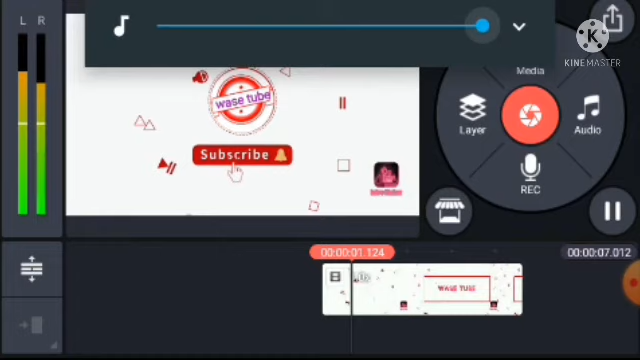 L R
KINEMASTER
Media
wase tube
Layer
Audio
Subscribe
REC
00:00:01.124
00:00:07.012
WASE TUBE